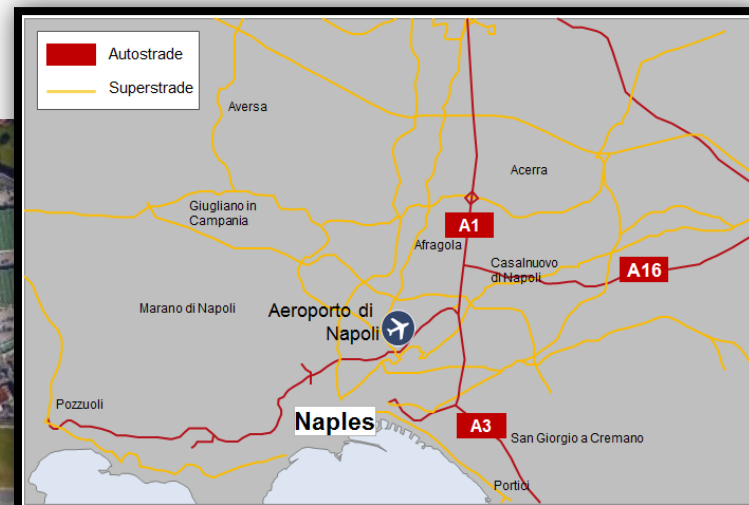 Autostrade
Superstrade
Aversa
Acerra
Giugliano in
Campania
A1
Afragola
Casalnuovo
di Napoli
A16
Marano di Napoli
Aeroporto di
Napoli
Pozzuoli
Naples
A3
San Giorgio a Cremano
Portici